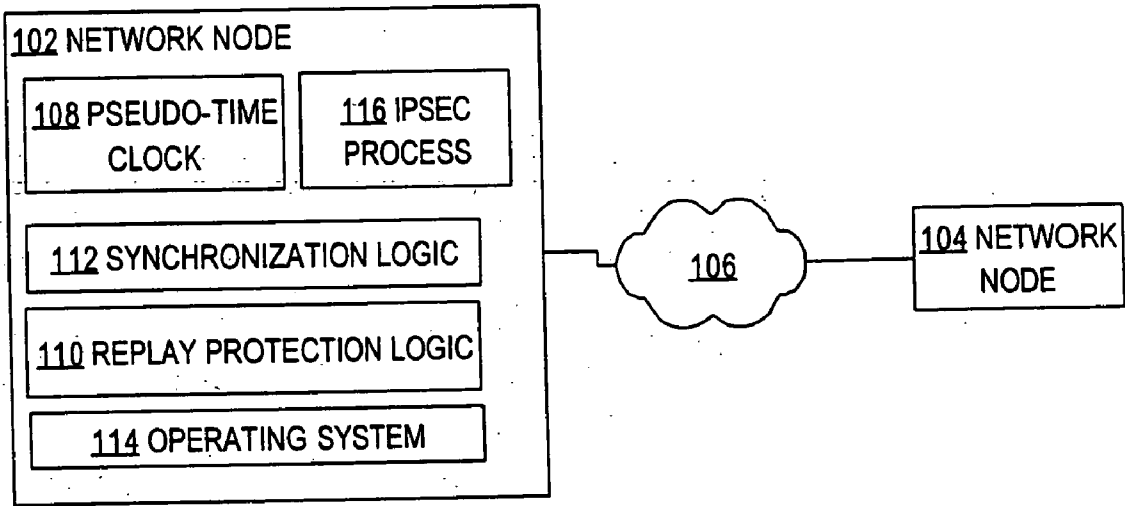 102 NETWORK NODE
108 PSEUDO-TIME
CLOCK
116 IPSEC
PROCESS
112 SYNCHRONIZATION LOGIC
110 REPLAY PROTECTION LOGIC
114 OPERATING SYSTEM
106
104 NETWORK
NODE